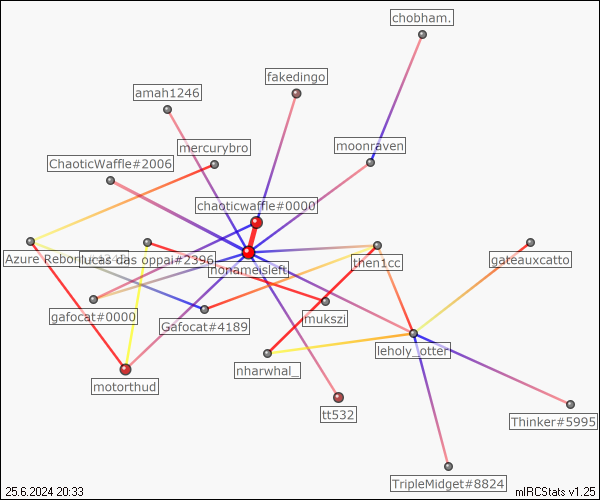 chobham.
fakedingo
amah1246
mercurybro
moonraven
ChaoticWaffle#2006
chaoticwaffle#0000
Azure Reborn
lucas das oppai#2396
then1cc
gateauxcatto
nonameisleft
gafocat#0000
mukszi
Gafocat#4189
leholy_otter
nharwhal_
motorthud
tt532
Thinker#5995
TripleMidget#8824
25.6.2024 20:33
mIRCStats v1.25